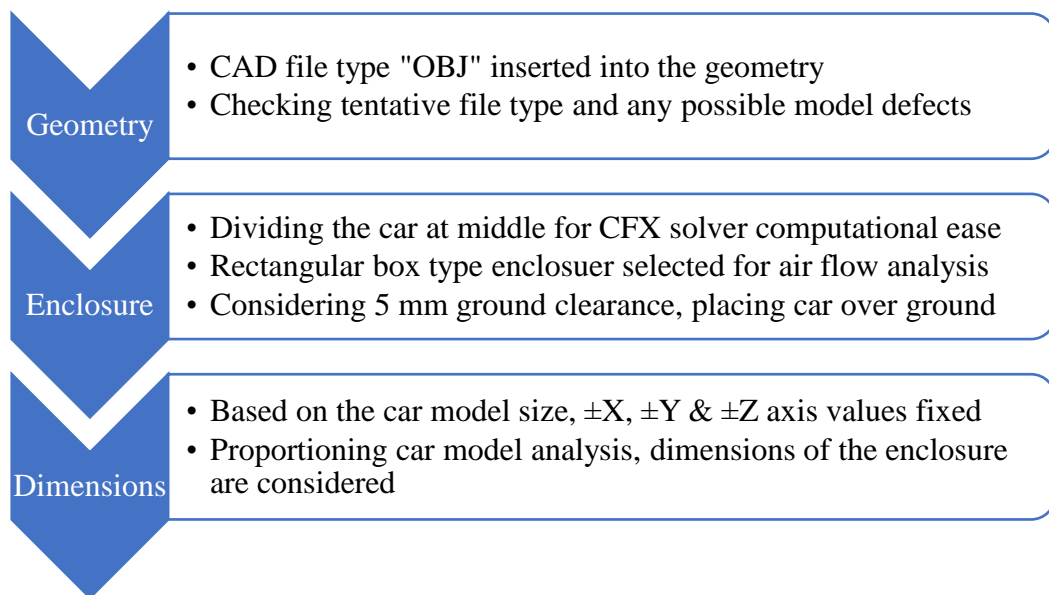 Geometry
• CAD file type "OBJ" inserted into the geometry
• Checking tentative file type and any possible model defects
Enclosure
• Dividing the car at middle for CFX solver computational ease
• Rectangular box type enclosuer selected for air flow analysis
• Considering 5 mm ground clearance, placing car over ground
Dimensions
• Based on the car model size, ±X, ±Y & ±Z axis values fixed
• Proportioning car model analysis, dimensions of the enclosure
are considered